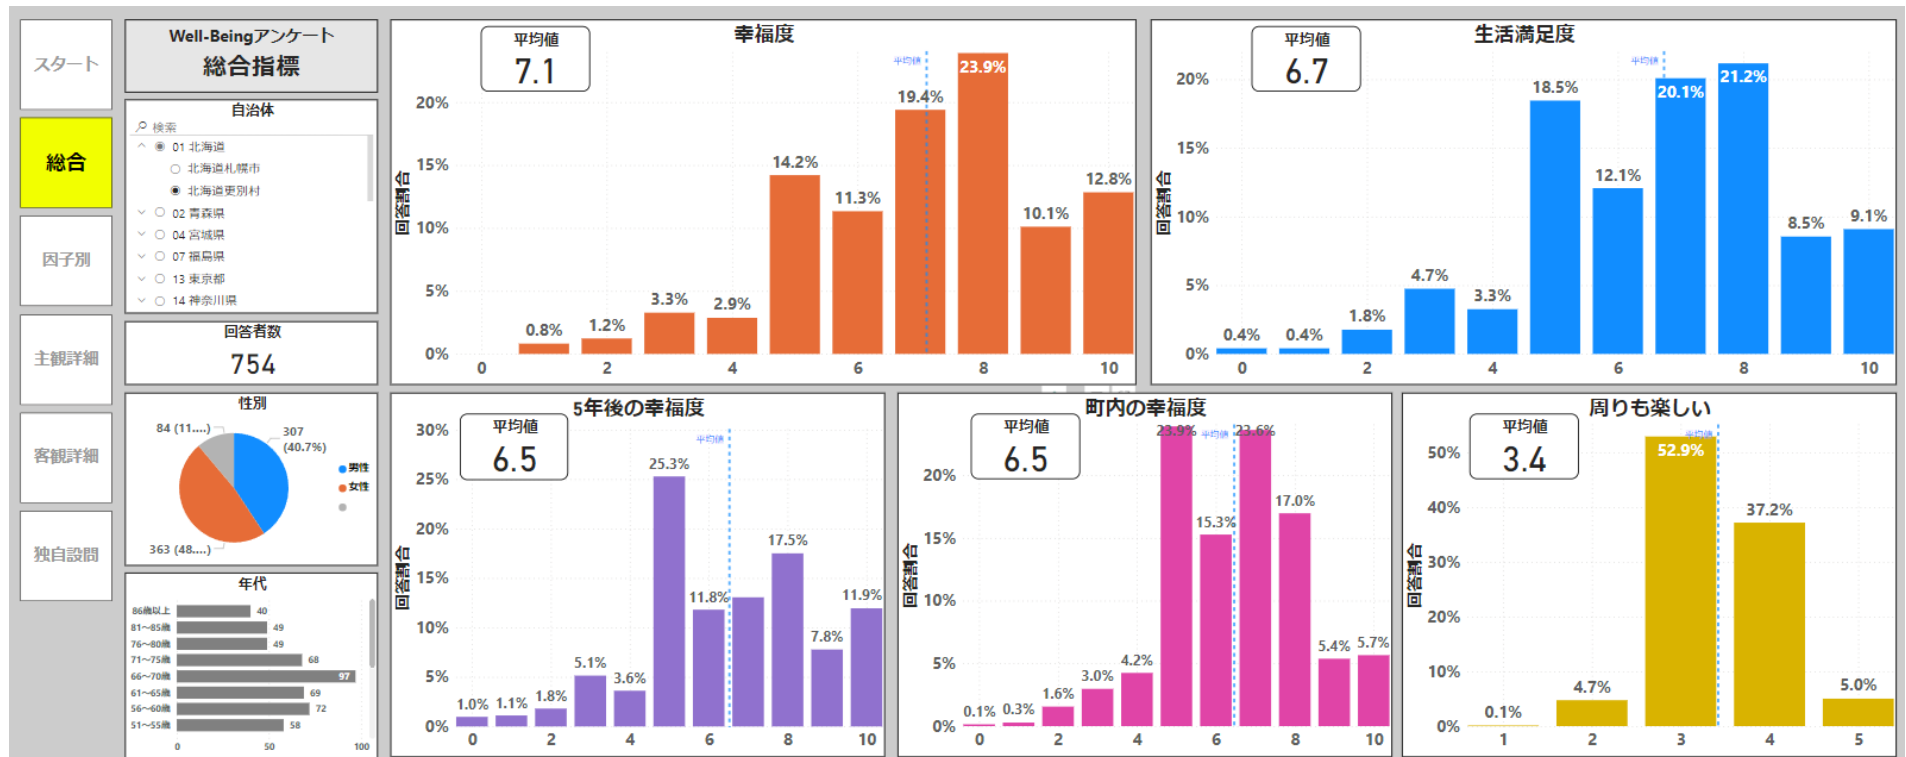 スタート
総合
因子別
主観詳細
客観詳細
独自設問
Well-Beingアンケート
総合指標
自治体
検索
01 北海道
北海道札幌市
北海道更別村
02 青森県
04 宮城県
07 福島県
13 東京都
14 神奈川県
回答者数
754
性別
84 (11....)
307
(40.7%)
363 (48....)
男性
女性
年代
86歳以上 40
81～85歳 49
76～80歳 49
71～75歳 68
66～70歳 97
61～65歳 69
56～60歳 72
51～55歳 58
0 50 100
幸福度
平均値
7.1
平均値
回答割合
20%
15%
10%
5%
0%
0.8% 1.2% 3.3% 2.9% 14.2% 11.3% 19.4% 23.9% 10.1% 12.8%
0 2 4 6 8 10
生活満足度
平均値
6.7
平均値
回答割合
20%
15%
10%
5%
0%
0.4% 0.4% 1.8% 4.7% 3.3% 18.5% 12.1% 20.1% 21.2% 8.5% 9.1%
0 2 4 6 8 10
5年後の幸福度
平均値
6.5
平均値
回答割合
30%
25%
20%
15%
10%
5%
0%
1.0% 1.1% 1.8% 5.1% 3.6% 25.3% 11.8% 17.5% 7.8% 11.9%
0 2 4 6 8 10
町内の幸福度
平均値
6.5
平均値
回答割合
20%
15%
10%
5%
0%
0.1% 0.3% 1.6% 3.0% 4.2% 23.9% 15.3% 23.6% 17.0% 5.4% 5.7%
0 2 4 6 8 10
周りも楽しい
平均値
3.4
平均値
回答割合
50%
40%
30%
20%
10%
0%
0.1% 4.7% 52.9% 37.2% 5.0%
1 2 3 4 5